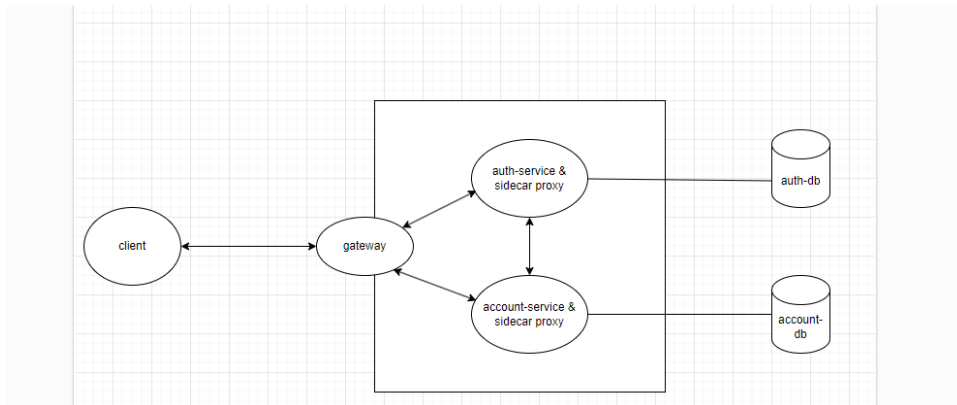 auth-service &
sidecar proxy
auth-db
client
gateway
account-service &
sidecar proxy
account-
db